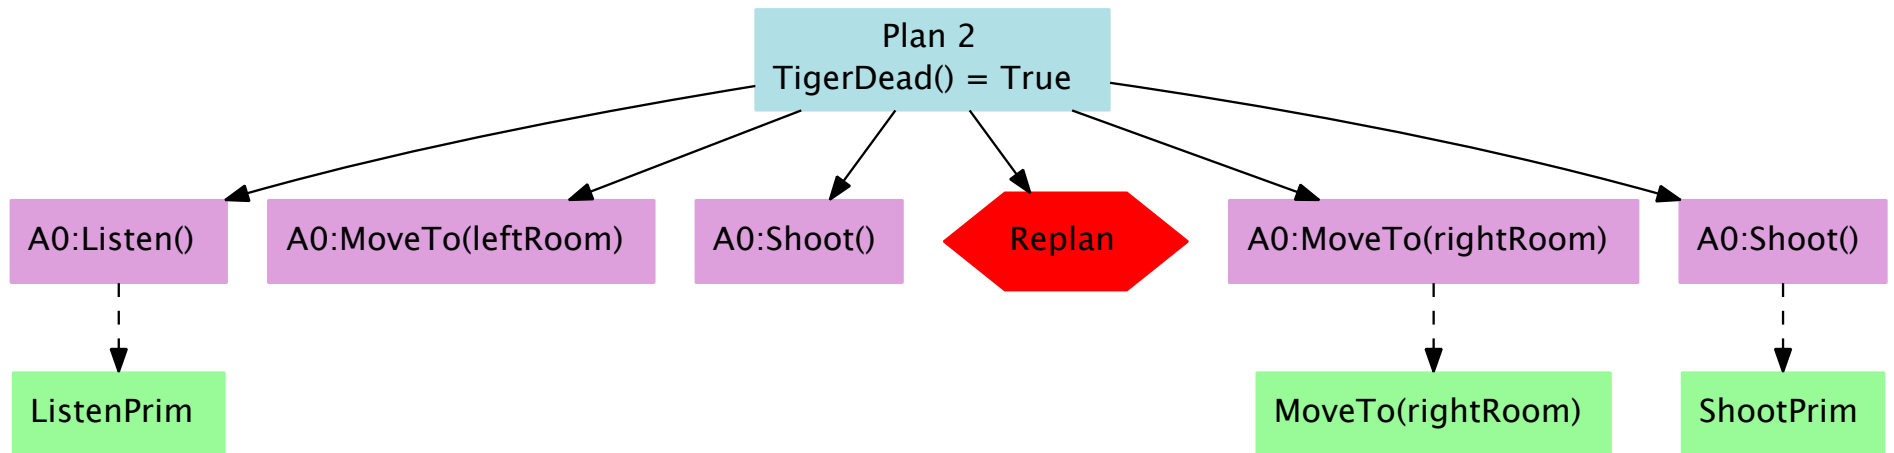 Plan 2
TigerDead() = True
A0:Listen()
A0:MoveTo(leftRoom)
A0:Shoot()
Replan
A0:MoveTo(rightRoom)
A0:Shoot()
ListenPrim
MoveTo(rightRoom)
ShootPrim